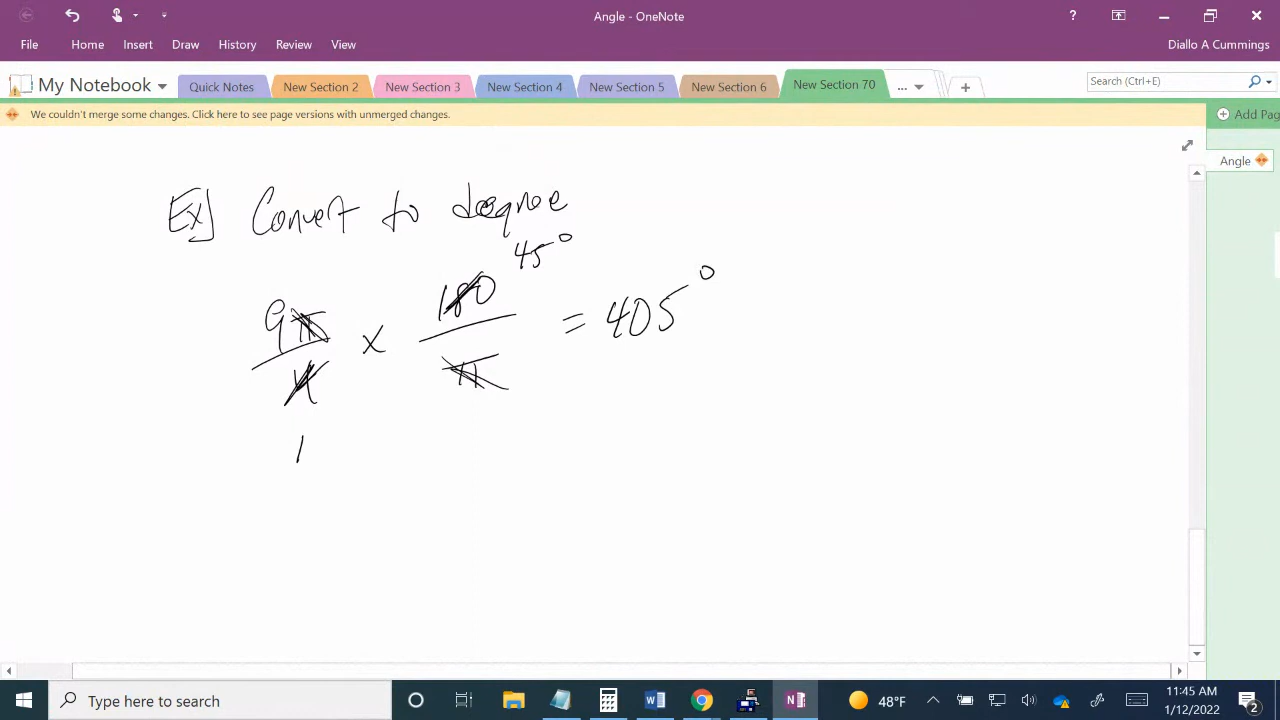 Angle - OneNote
?
File Home Insert Draw History Review View
Diallo A Cummings
My Notebook Quick Notes New Section 2 New Section 3 New Section 4 New Section 5 New Section 6 New Section 70 ... +
Search (Ctrl+E)
We couldn't merge some changes. Click here to see page versions with unmerged changes.
Add Pag
Angle
Ex] Convert to degree
45°
9π/4 x 180/π = 405°
1
Type here to search
48°F
11:45 AM
1/12/2022
2